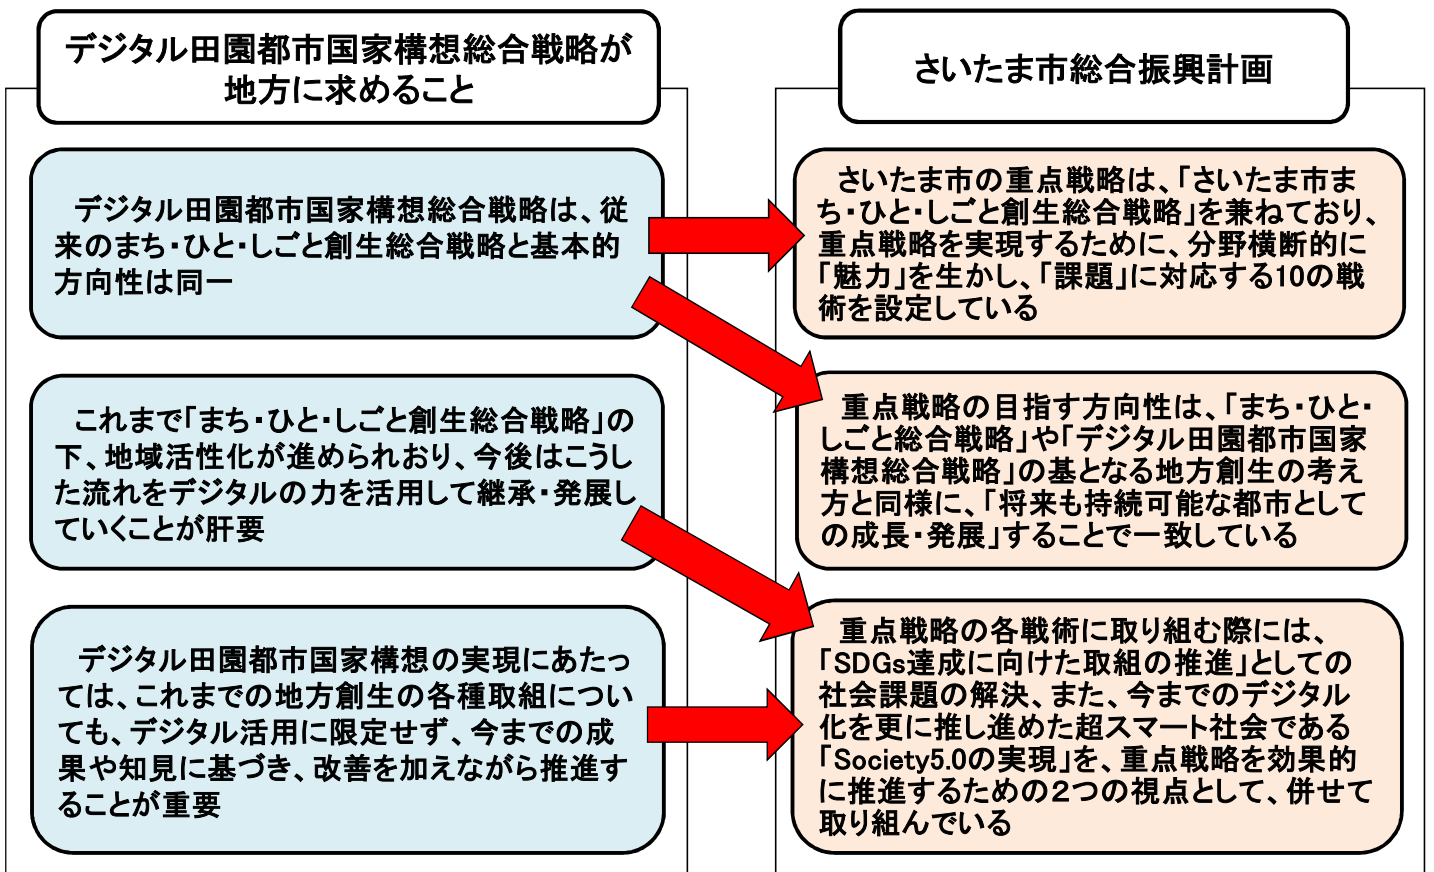 デジタル田園都市国家構想総合戦略が
地方に求めること
デジタル田園都市国家構想総合戦略は、従
来のまち・ひと・しごと創生総合戦略と基本的
方向性は同一
これまで「まち・ひと・しごと創生総合戦略」の
下、地域活性化が進められおり、今後はこうし
た流れをデジタルの力を活用して継承・発展し
ていくことが肝要
デジタル田園都市国家構想の実現にあたっ
ては、これまでの地方創生の各種取組につい
ても、デジタル活用に限定せず、今までの成
果や知見に基づき、改善を加えながら推進す
ることが重要
さいたま市総合振興計画
さいたま市の重点戦略は、「さいたま市ま
ち・ひと・しごと創生総合戦略」を兼ねており、
重点戦略を実現するために、分野横断的に
「魅力」を生かし、「課題」に対応する10の戦
術を設定している
重点戦略の目指す方向性は、「まち・ひと・
しごと総合戦略」や「デジタル田園都市国家
構想総合戦略」の基となる地方創生の考え
方と同様に、「将来も持続可能な都市として
の成長・発展」することで一致している
重点戦略の各戦術に取り組む際には、
「SDGs達成に向けた取組の推進」としての
社会課題の解決、また、今までのデジタル
化を更に推し進めた超スマート社会である
「Society5.0の実現」を、重点戦略を効果的
に推進するための２つの視点として、併せて
取り組んでいる